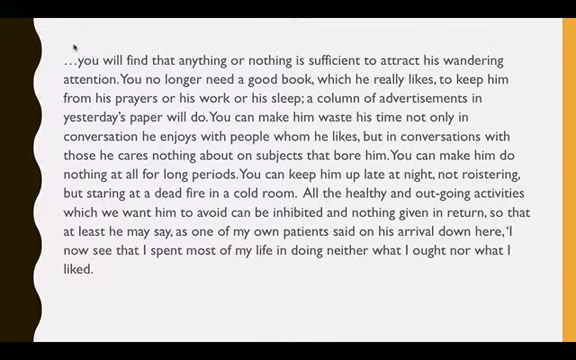 …you will find that anything or nothing is sufficient to attract his wandering
attention. You no longer need a good book, which he really likes, to keep him
from his prayers or his work or his sleep; a column of advertisements in
yesterday's paper will do. You can make him waste his time not only in
conversation he enjoys with people whom he likes, but in conversations with
those he cares nothing about on subjects that bore him. You can make him do
nothing at all for long periods. You can keep him up late at night, not roistering,
but staring at a dead fire in a cold room. All the healthy and out-going activities
which we want him to avoid can be inhibited and nothing given in return, so that
at least he may say, as one of my own patients said on his arrival down here, 'I
now see that I spent most of my life in doing neither what I ought nor what I
liked.